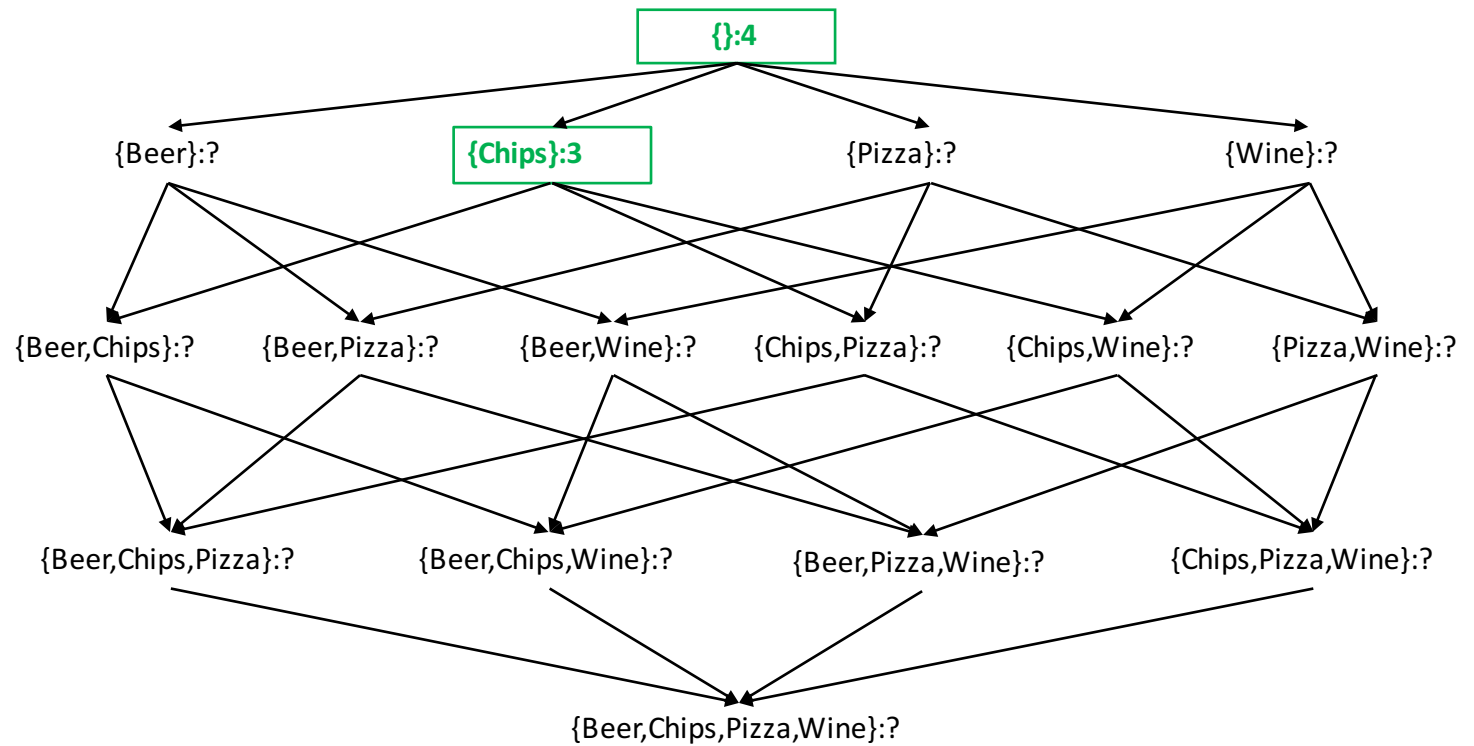 {}:4
{Beer}:? {Chips}:3 {Pizza}:? {Wine}:?
{Beer,Chips}:? {Beer,Pizza}:? {Beer,Wine}:? {Chips,Pizza}:? {Chips,Wine}:? {Pizza,Wine}:?
{Beer,Chips,Pizza}:? {Beer,Chips,Wine}:? {Beer,Pizza,Wine}:? {Chips,Pizza,Wine}:?
{Beer,Chips,Pizza,Wine}:?